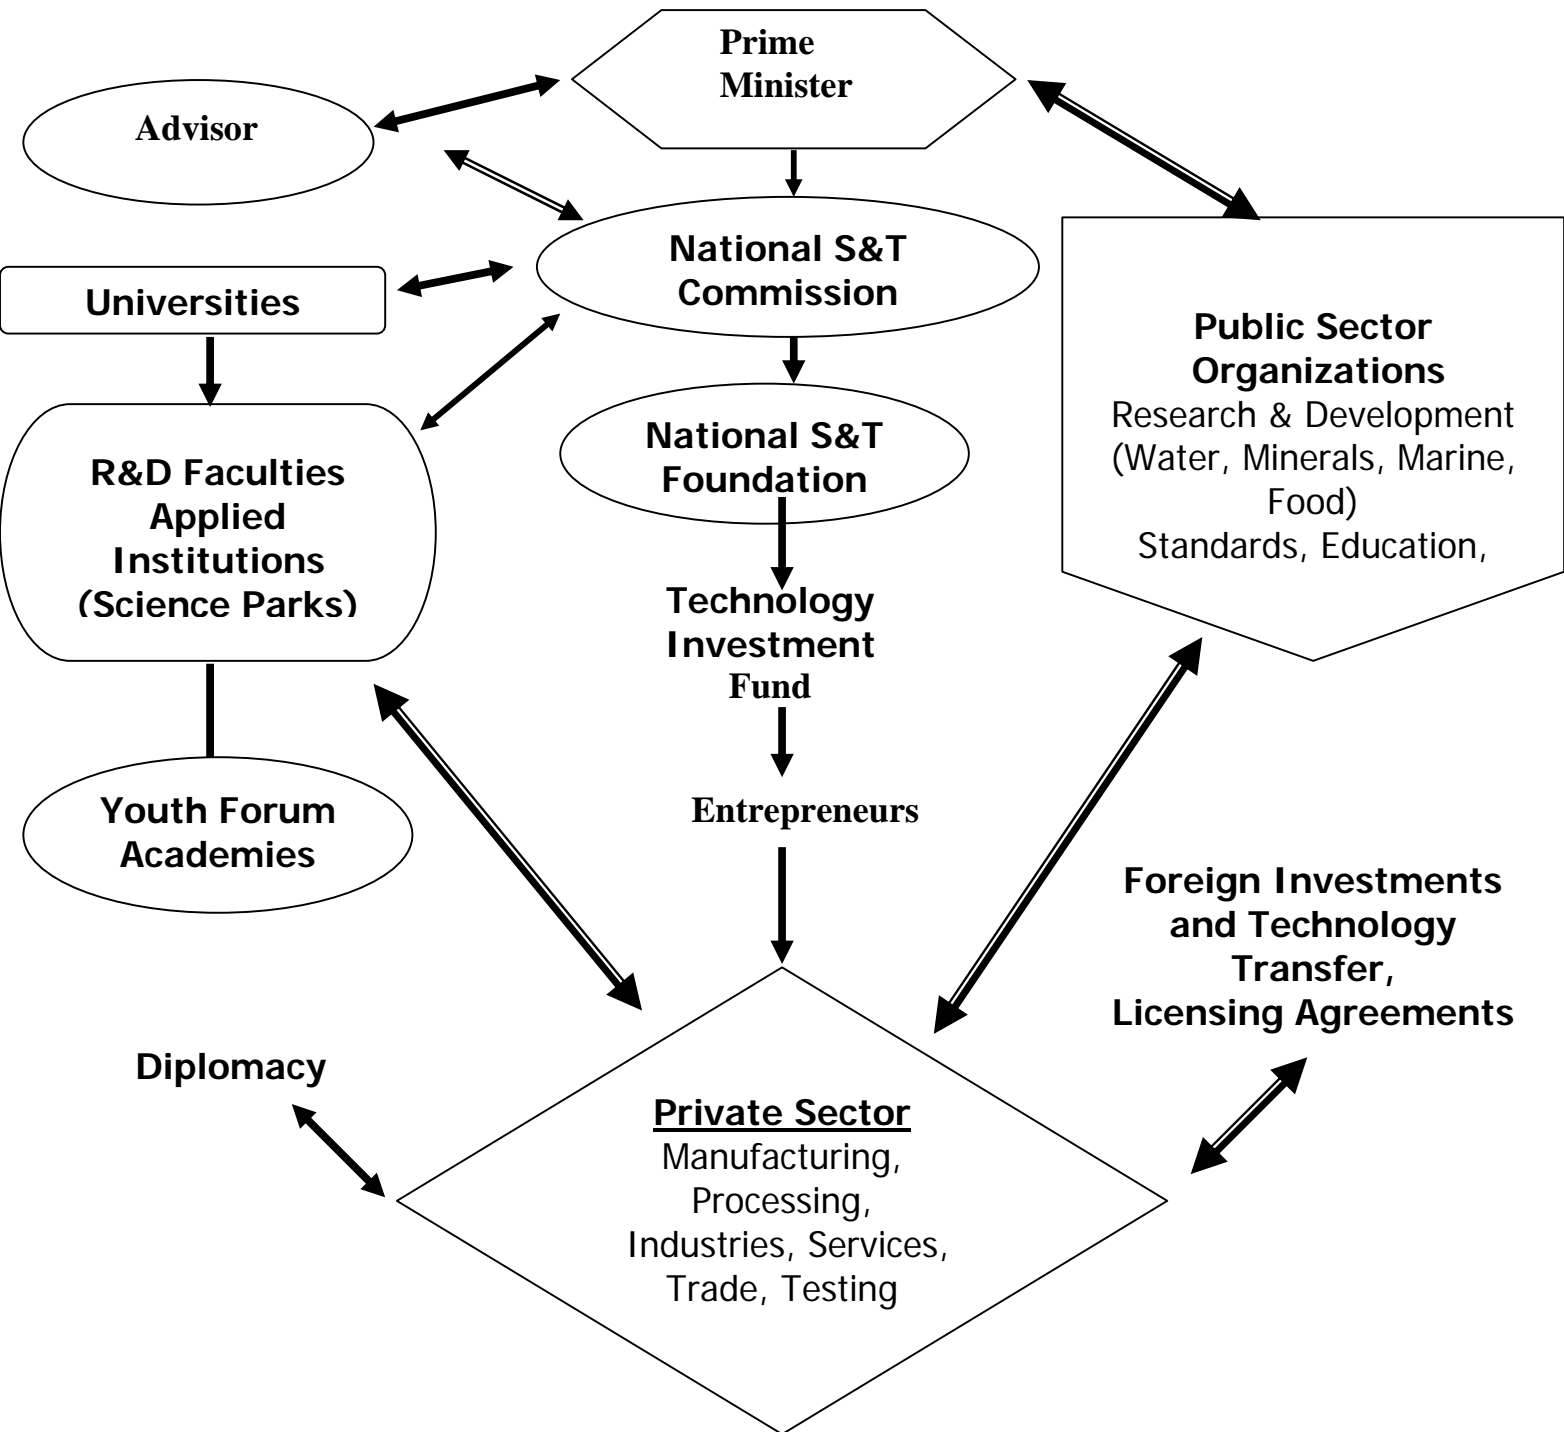 Prime
Minister
Advisor
National S&T
Commission
Universities
Public Sector
Organizations
Research & Development
(Water, Minerals, Marine,
Food)
Standards, Education,
National S&T
Foundation
R&D Faculties
Applied
Institutions
(Science Parks)
Technology
Investment
Fund
Entrepreneurs
Youth Forum
Academies
Foreign Investments
and Technology
Transfer,
Licensing Agreements
Diplomacy
Private Sector
Manufacturing,
Processing,
Industries, Services,
Trade, Testing